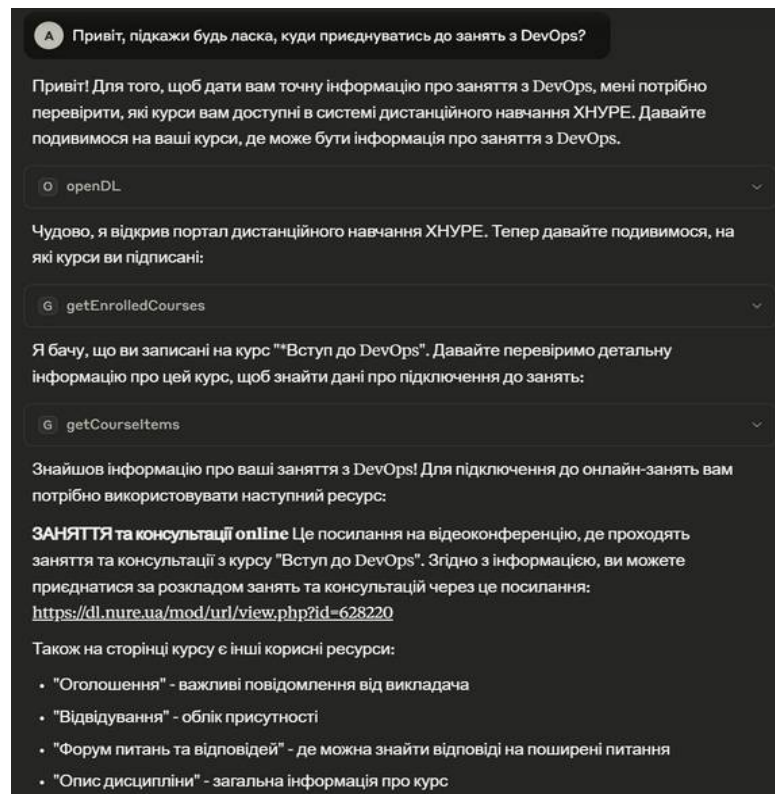 A Привіт, підкажи будь ласка, куди приєднуватись до занять з DevOps?
Привіт! Для того, щоб дати вам точну інформацію про заняття з DevOps, мені потрібно
перевірити, які курси вам доступні в системі дистанційного навчання ХНУРЕ. Давайте
подивимося на ваші курси, де може бути інформація про заняття з DevOps.
O openDL
Чудово, я відкрив портал дистанційного навчання ХНУРЕ. Тепер давайте подивимося, на
які курси ви підписані:
G getEnrolledCourses
Я бачу, що ви записані на курс "*Вступ до DevOps". Давайте перевіримо детальну
інформацію про цей курс, щоб знайти дані про підключення до занять:
G getCourseItems
Знайшов інформацію про ваші заняття з DevOps! Для підключення до онлайн-занять вам
потрібно використовувати наступний ресурс:
ЗАНЯТТЯ та консультації online Це посилання на відеоконференцію, де проходять
заняття та консультації з курсу "Вступ до DevOps". Згідно з інформацією, ви можете
приєднатися за розкладом занять та консультацій через це посилання:
https://dl.nure.ua/mod/url/view.php?id=628220
Також на сторінці курсу є інші корисні ресурси:
• "Оголошення" - важливі повідомлення від викладача
• "Відвідування" - облік присутності
• "Форум питань та відповідей" - де можна знайти відповіді на поширені питання
• "Опис дисципліни" - загальна інформація про курс